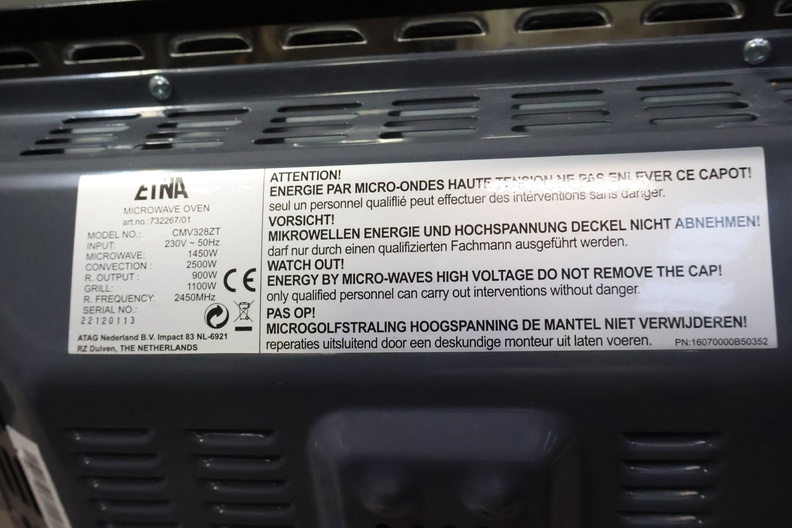 ETNA
MICROWAVE OVEN
art.no.:732267/01
MODEL NO.: CMV328ZT
INPUT: 230V ~ 50Hz
MICROWAVE: 1450W
CONVECTION : 2500W
R. OUTPUT : 900W
GRILL: 1100W
R. FREQUENCY: 2450MHz
SERIAL NO.:
22120113
CE
ATAG Nederland B.V. Impact 83 NL-6921
RZ Duiven, THE NETHERLANDS
ATTENTION!
ENERGIE PAR MICRO-ONDES HAUTE TENSION NE PAS ENLEVER CE CAPOT!
seul un personnel qualifié peut effectuer des interventions sans danger.
VORSICHT!
MIKROWELLEN ENERGIE UND HOCHSPANNUNG DECKEL NICHT ABNEHMEN!
darf nur durch einen qualifizierten Fachmann ausgeführt werden.
WATCH OUT!
ENERGY BY MICRO-WAVES HIGH VOLTAGE DO NOT REMOVE THE CAP!
only qualified personnel can carry out interventions without danger.
PAS OP!
MICROGOLFSTRALING HOOGSPANNING DE MANTEL NIET VERWIJDEREN!
reperaties uitsluitend door een deskundige monteur uit laten voeren.
PN:16070000B50352